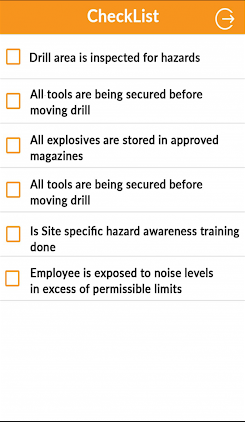 CheckList
Drill area is inspected for hazards
All tools are being secured before
moving drill
All explosives are stored in approved
magazines
All tools are being secured before
moving drill
Is Site specific hazard awareness training
done
Employee is exposed to noise levels
in excess of permissible limits